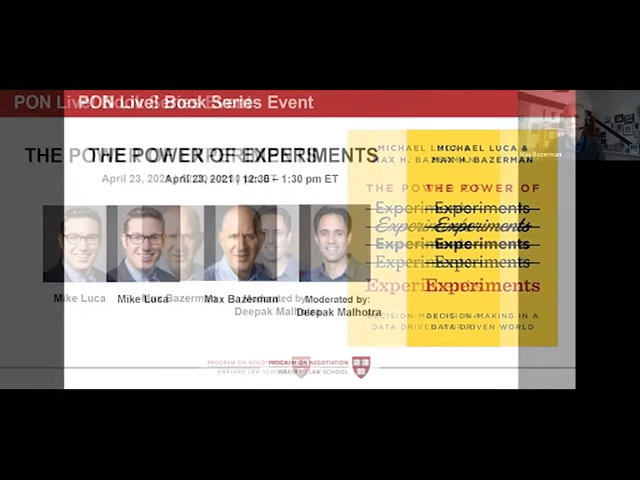 PON Live! Book Series Event
THE POWER OF EXPERIMENTS
April 23, 2021 | 12:30 – 1:30 pm ET
Mike Luca
Max Bazerman
Moderated by:
Deepak Malhotra
MICHAEL LUCA &
MAX H. BAZERMAN
THE POWER OF
Experiments
Experiments
Experiments
Experiments
Experiments
DECISION-MAKING IN A
DATA DRIVEN WORLD
PROGRAM ON NEGOTIATION
HARVARD LAW SCHOOL
Max Bazerman